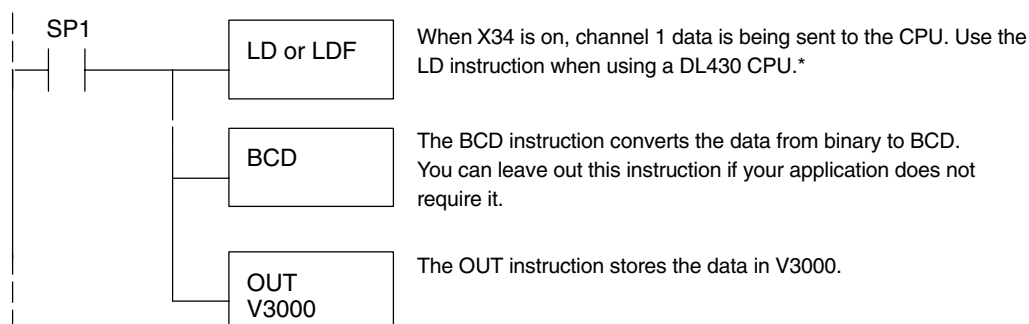 SP1
LD or LDF
When X34 is on, channel 1 data is being sent to the CPU. Use the
LD instruction when using a DL430 CPU.*
BCD
The BCD instruction converts the data from binary to BCD.
You can leave out this instruction if your application does not
require it.
OUT
V3000
The OUT instruction stores the data in V3000.